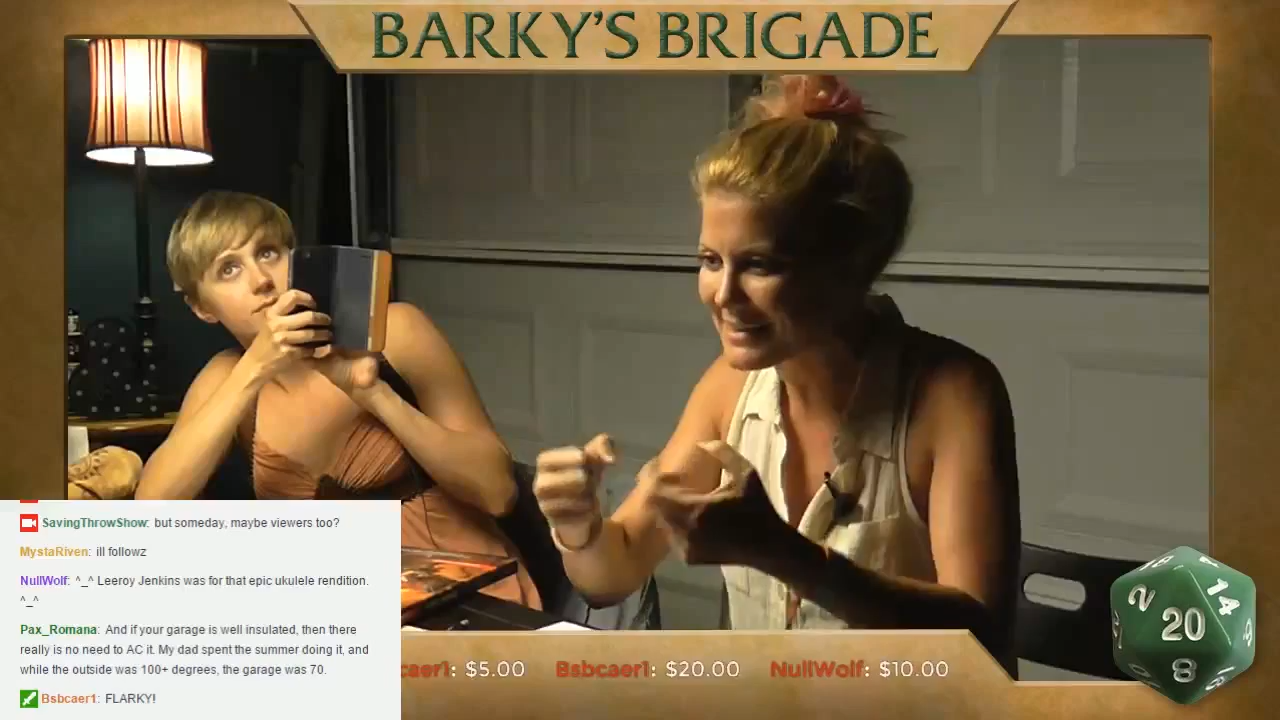 BARKY'S BRIGADE
SavingThrowShow: but someday, maybe viewers too?
MystaRiven: ill followz
NullWolf: ^_^ Leeroy Jenkins was for that epic ukulele rendition.
^_^
Pax_Romana: And if your garage is well insulated, then there
really is no need to AC it. My dad spent the summer doing it, and
while the outside was 100+ degrees, the garage was 70.
Bsbcaer1: FLARKY!
caer1: $5.00 Bsbcaer1: $20.00 NullWolf: $10.00
2
14
20
8